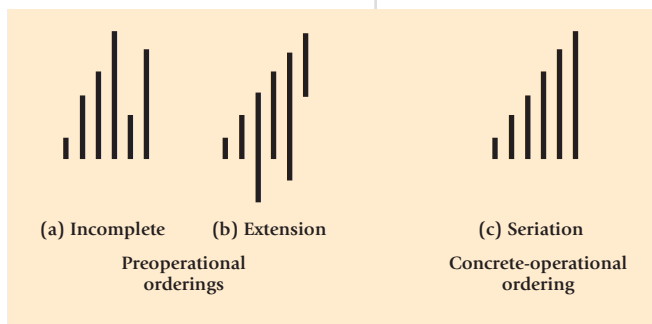 (a) Incomplete
(b) Extension
(c) Seriation
Preoperational
orderings
Concrete-operational
ordering